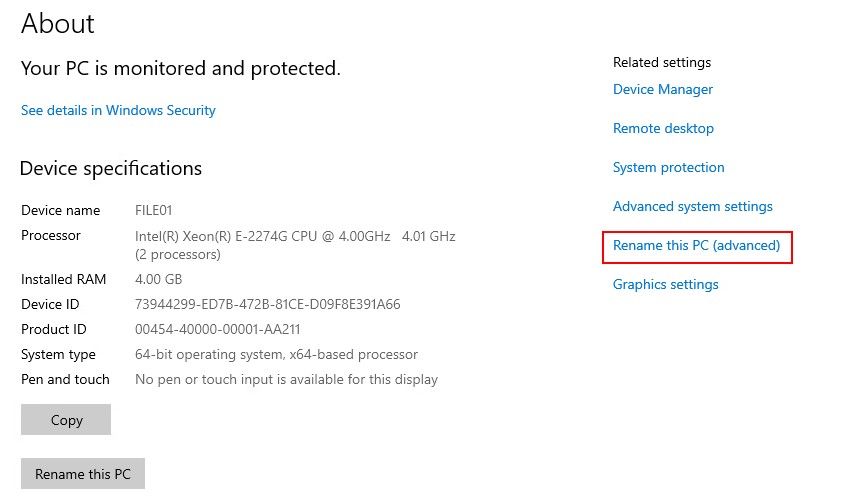 About
Your PC is monitored and protected.
See details in Windows Security
Device specifications
Device name FILE01
Processor Intel(R) Xeon(R) E-2274G CPU @ 4.00GHz 4.01 GHz
(2 processors)
Installed RAM 4.00 GB
Device ID 73944299-ED7B-472B-81CE-D09F8E391A66
Product ID 00454-40000-00001-AA211
System type 64-bit operating system, x64-based processor
Pen and touch No pen or touch input is available for this display
Copy
Rename this PC
Related settings
Device Manager
Remote desktop
System protection
Advanced system settings
Rename this PC (advanced)
Graphics settings